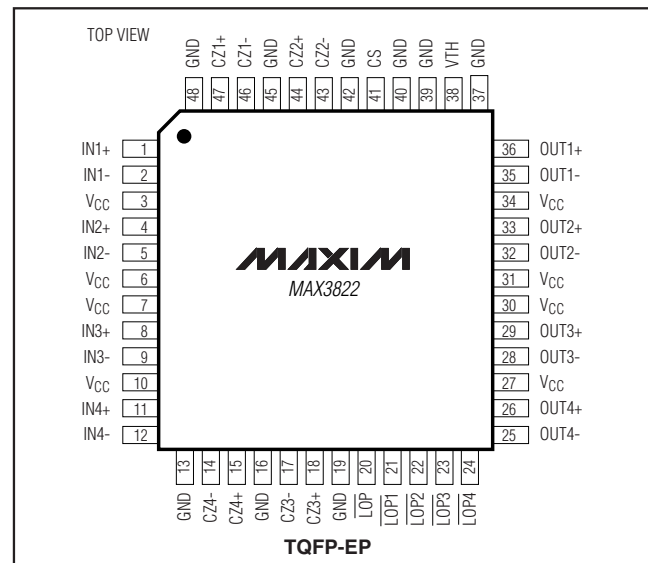 TOP VIEW
GND CZ1+ CZ1- GND CZ2+ CZ2- GND CS GND GND VTH GND
48 47 46 45 44 43 42 41 40 39 38 37
IN1+ 1 36 OUT1+
IN1- 2 35 OUT1-
VCC 3 34 VCC
IN2+ 4 33 OUT2+
IN2- 5 32 OUT2-
VCC 6 31 VCC
MAXIM
MAX3822
VCC 7 30 VCC
IN3+ 8 29 OUT3+
IN3- 9 28 OUT3-
VCC 10 27 VCC
IN4+ 11 26 OUT4+
IN4- 12 25 OUT4-
13 14 15 16 17 18 19 20 21 22 23 24
GND CZ4- CZ4+ GND CZ3- CZ3+ GND LOP LOP1 LOP2 LOP3 LOP4
TQFP-EP